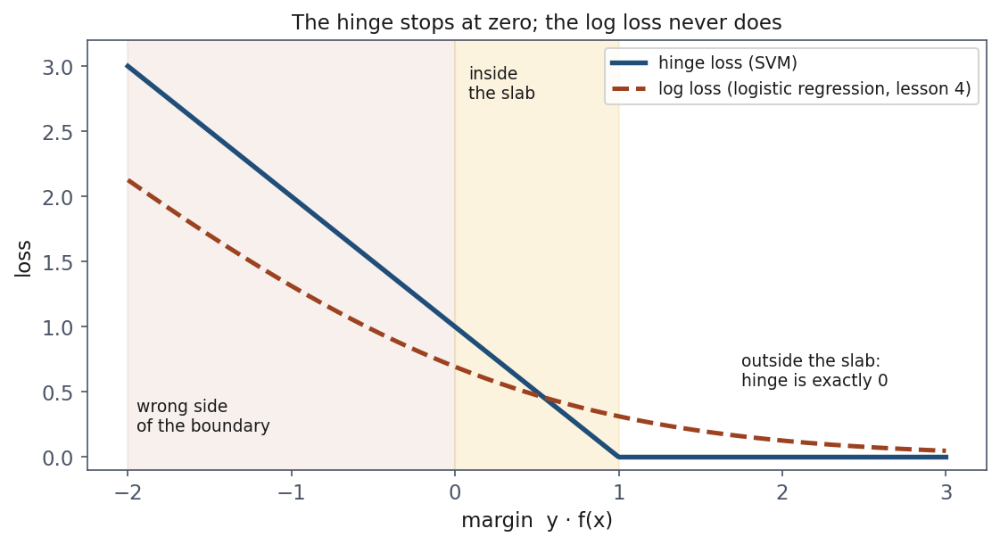 The hinge stops at zero; the log loss never does
inside
the slab
hinge loss (SVM)
log loss (logistic regression, lesson 4)
outside the slab:
hinge is exactly 0
wrong side
of the boundary
loss
3.0
2.5
2.0
1.5
1.0
0.5
0.0
−2
−1
0
1
2
3
margin  y · f(x)